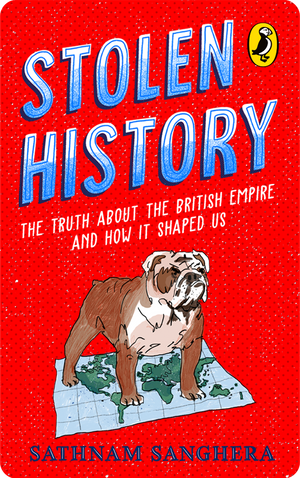 STOLEN
HISTORY
THE TRUTH ABOUT THE BRITISH EMPIRE
AND HOW IT SHAPED US
SATHNAM SANGHERA